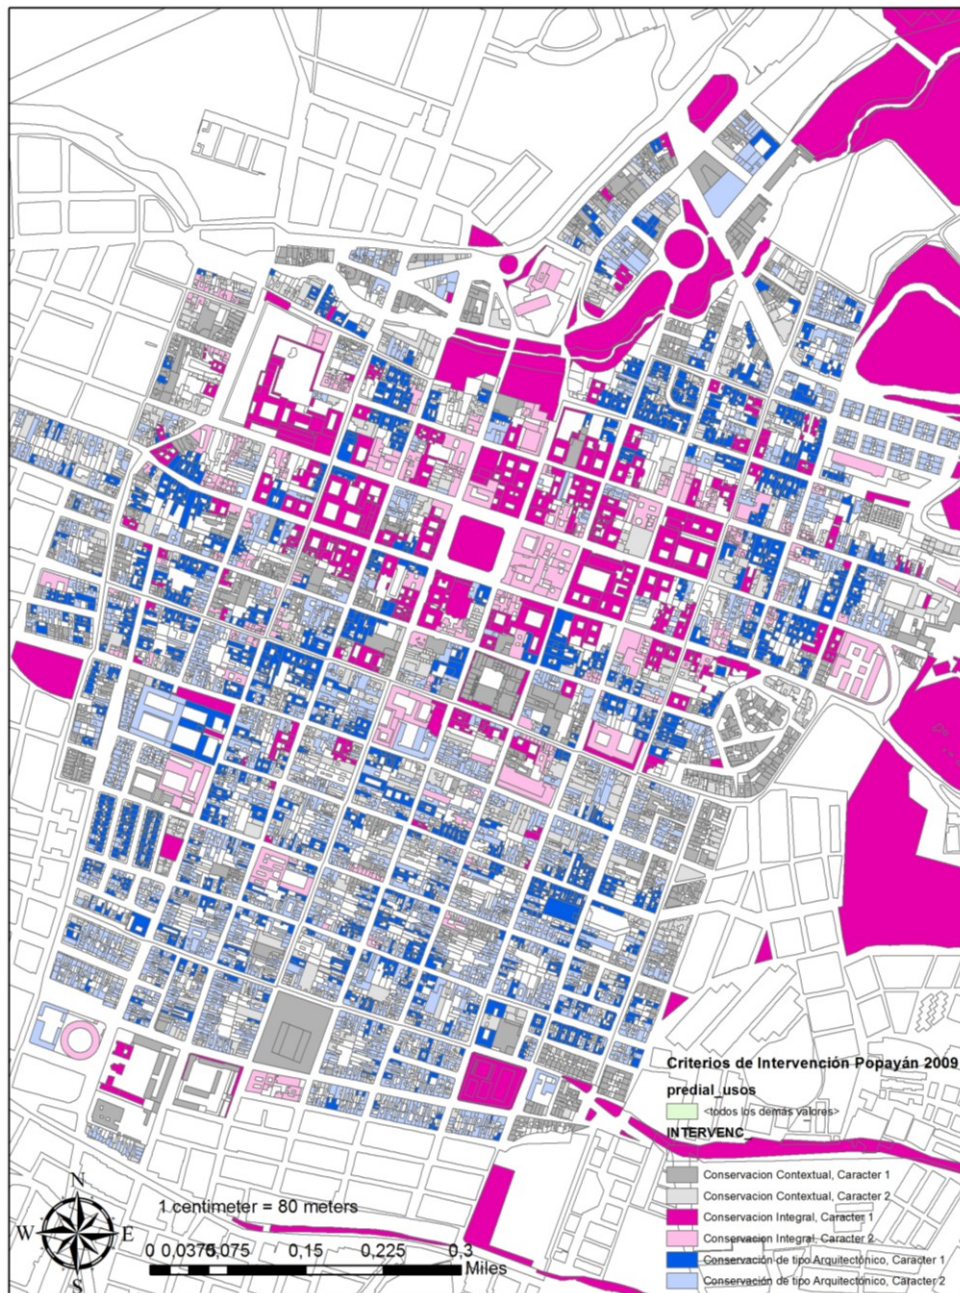 Criterios de Intervención Popayán 2009
predial_usos
<todos los demás valores>
INTERVENC_
Conservacion Contextual, Caracter 1
Conservacion Contextual, Caracter 2
Conservacion Integral, Caracter 1
Conservacion Integral, Caracter 2
Conservación de tipo Arquitectónico, Caracter 1
Conservación de tipo Arquitectónico, Caracter 2
N
W E
S
1 centimeter = 80 meters
0 0,0375 0,075 0,15 0,225 0,3
Miles